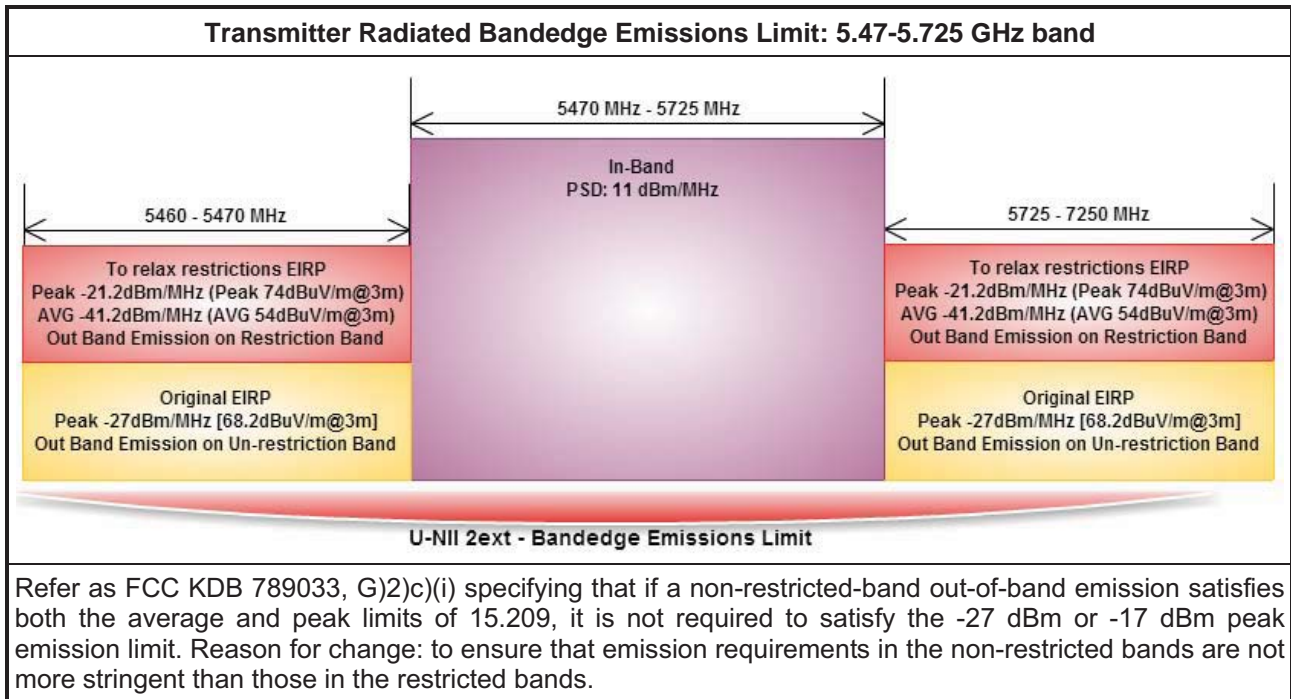 Transmitter Radiated Bandedge Emissions Limit: 5.47-5.725 GHz band
5470 MHz - 5725 MHz
In-Band
PSD: 11 dBm/MHz
5460 - 5470 MHz
5725 - 7250 MHz
To relax restrictions EIRP
Peak -21.2dBm/MHz (Peak 74dBuV/m@3m)
AVG -41.2dBm/MHz (AVG 54dBuV/m@3m)
Out Band Emission on Restriction Band
To relax restrictions EIRP
Peak -21.2dBm/MHz (Peak 74dBuV/m@3m)
AVG -41.2dBm/MHz (AVG 54dBuV/m@3m)
Out Band Emission on Restriction Band
Original EIRP
Peak -27dBm/MHz [68.2dBuV/m@3m]
Out Band Emission on Un-restriction Band
Original EIRP
Peak -27dBm/MHz [68.2dBuV/m@3m]
Out Band Emission on Un-restriction Band
U-NII 2ext - Bandedge Emissions Limit
Refer as FCC KDB 789033, G)2)c)(i) specifying that if a non-restricted-band out-of-band emission satisfies
both the average and peak limits of 15.209, it is not required to satisfy the -27 dBm or -17 dBm peak
emission limit. Reason for change: to ensure that emission requirements in the non-restricted bands are not
more stringent than those in the restricted bands.